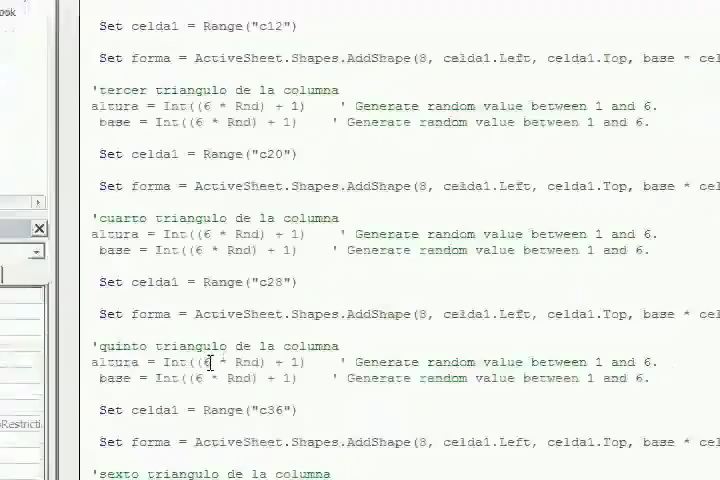 ook
Set celda1 = Range("c12")
Set forma = ActiveSheet.Shapes.AddShape(8, celda1.Left, celda1.Top, base * cel
'tercer triangulo de la columna
altura = Int((6 * Rnd) + 1)    ' Generate random value between 1 and 6.
base = Int((6 * Rnd) + 1)    ' Generate random value between 1 and 6.
Set celda1 = Range("c20")
Set forma = ActiveSheet.Shapes.AddShape(8, celda1.Left, celda1.Top, base * cel
'cuarto triangulo de la columna
altura = Int((6 * Rnd) + 1)    ' Generate random value between 1 and 6.
base = Int((6 * Rnd) + 1)    ' Generate random value between 1 and 6.
Set celda1 = Range("c28")
Set forma = ActiveSheet.Shapes.AddShape(8, celda1.Left, celda1.Top, base * cel
'quinto triangulo de la columna
altura = Int((6 * Rnd) + 1)    ' Generate random value between 1 and 6.
base = Int((6 * Rnd) + 1)    ' Generate random value between 1 and 6.
Set celda1 = Range("c36")
Restricti
Set forma = ActiveSheet.Shapes.AddShape(8, celda1.Left, celda1.Top, base * cel
'sexto triangulo de la columna